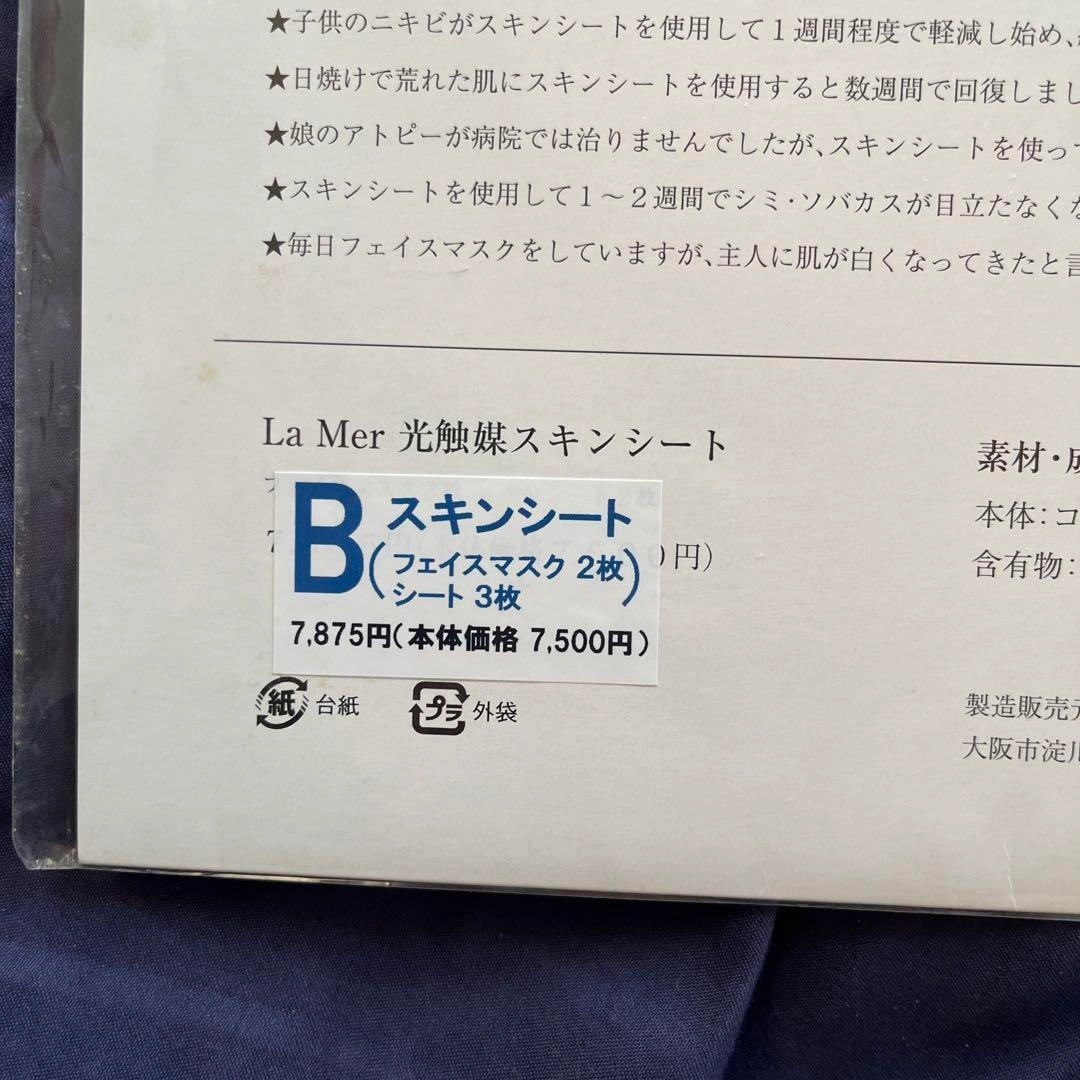 ★子供のニキビがスキンシートを使用して１週間程度で軽減し始め、
★日焼けで荒れた肌にスキンシートを使用すると数週間で回復しまし
★娘のアトピーが病院では治りませんでしたが、スキンシートを使っ
★スキンシートを使用して１～２週間でシミ・ソバカスが目立たなくな
★毎日フェイスマスクをしていますが、主人に肌が白くなってきたと言
La Mer 光触媒スキンシート
B スキンシート
(フェイスマスク 2枚
シート 3枚)
7,875円(本体価格 7,500円)
0円)
紙 台紙
プラ 外袋
素材・成
本体：コ
含有物：
製造販売元
大阪市淀川